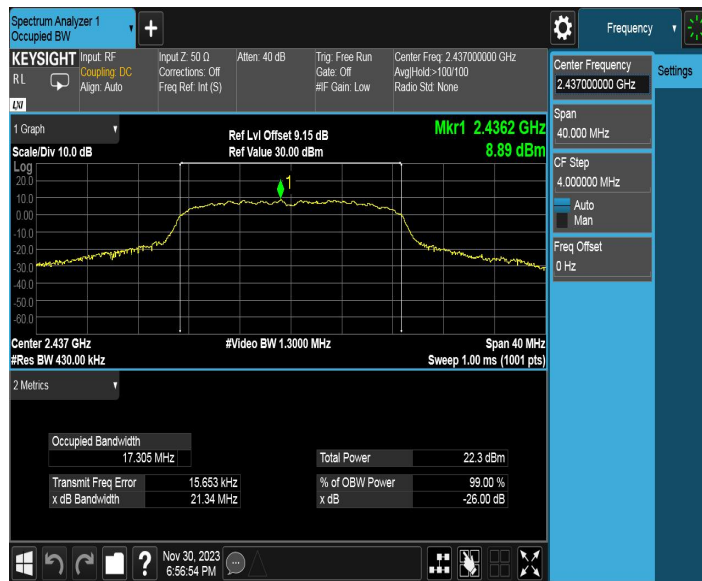 Spectrum Analyzer 1
Occupied BW
+
Frequency
KEYSIGHT
RL
LXI
Input: RF
Coupling: DC
Align: Auto
Input Z: 50 Ω
Corrections: Off
Freq Ref: Int (S)
Atten: 40 dB
Trig: Free Run
Gate: Off
#IF Gain: Low
Center Freq: 2.437000000 GHz
Avg|Hold:>100/100
Radio Std: None
Center Frequency
2.437000000 GHz
Settings
Span
40.000 MHz
CF Step
4.000000 MHz
Auto
Man
Freq Offset
0 Hz
1 Graph
Scale/Div 10.0 dB
Ref Lvl Offset 9.15 dB
Ref Value 30.00 dBm
Mkr1 2.4362 GHz
8.89 dBm
Log
20.0
10.0
0.00
-10.0
-20.0
-30.0
-40.0
-50.0
-60.0
1
Center 2.437 GHz
#Res BW 430.00 kHz
#Video BW 1.3000 MHz
Span 40 MHz
Sweep 1.00 ms (1001 pts)
2 Metrics
Occupied Bandwidth
17.305 MHz
Total Power 22.3 dBm
Transmit Freq Error 15.653 kHz
% of OBW Power 99.00 %
x dB Bandwidth 21.34 MHz
x dB -26.00 dB
?
Nov 30, 2023
6:56:54 PM